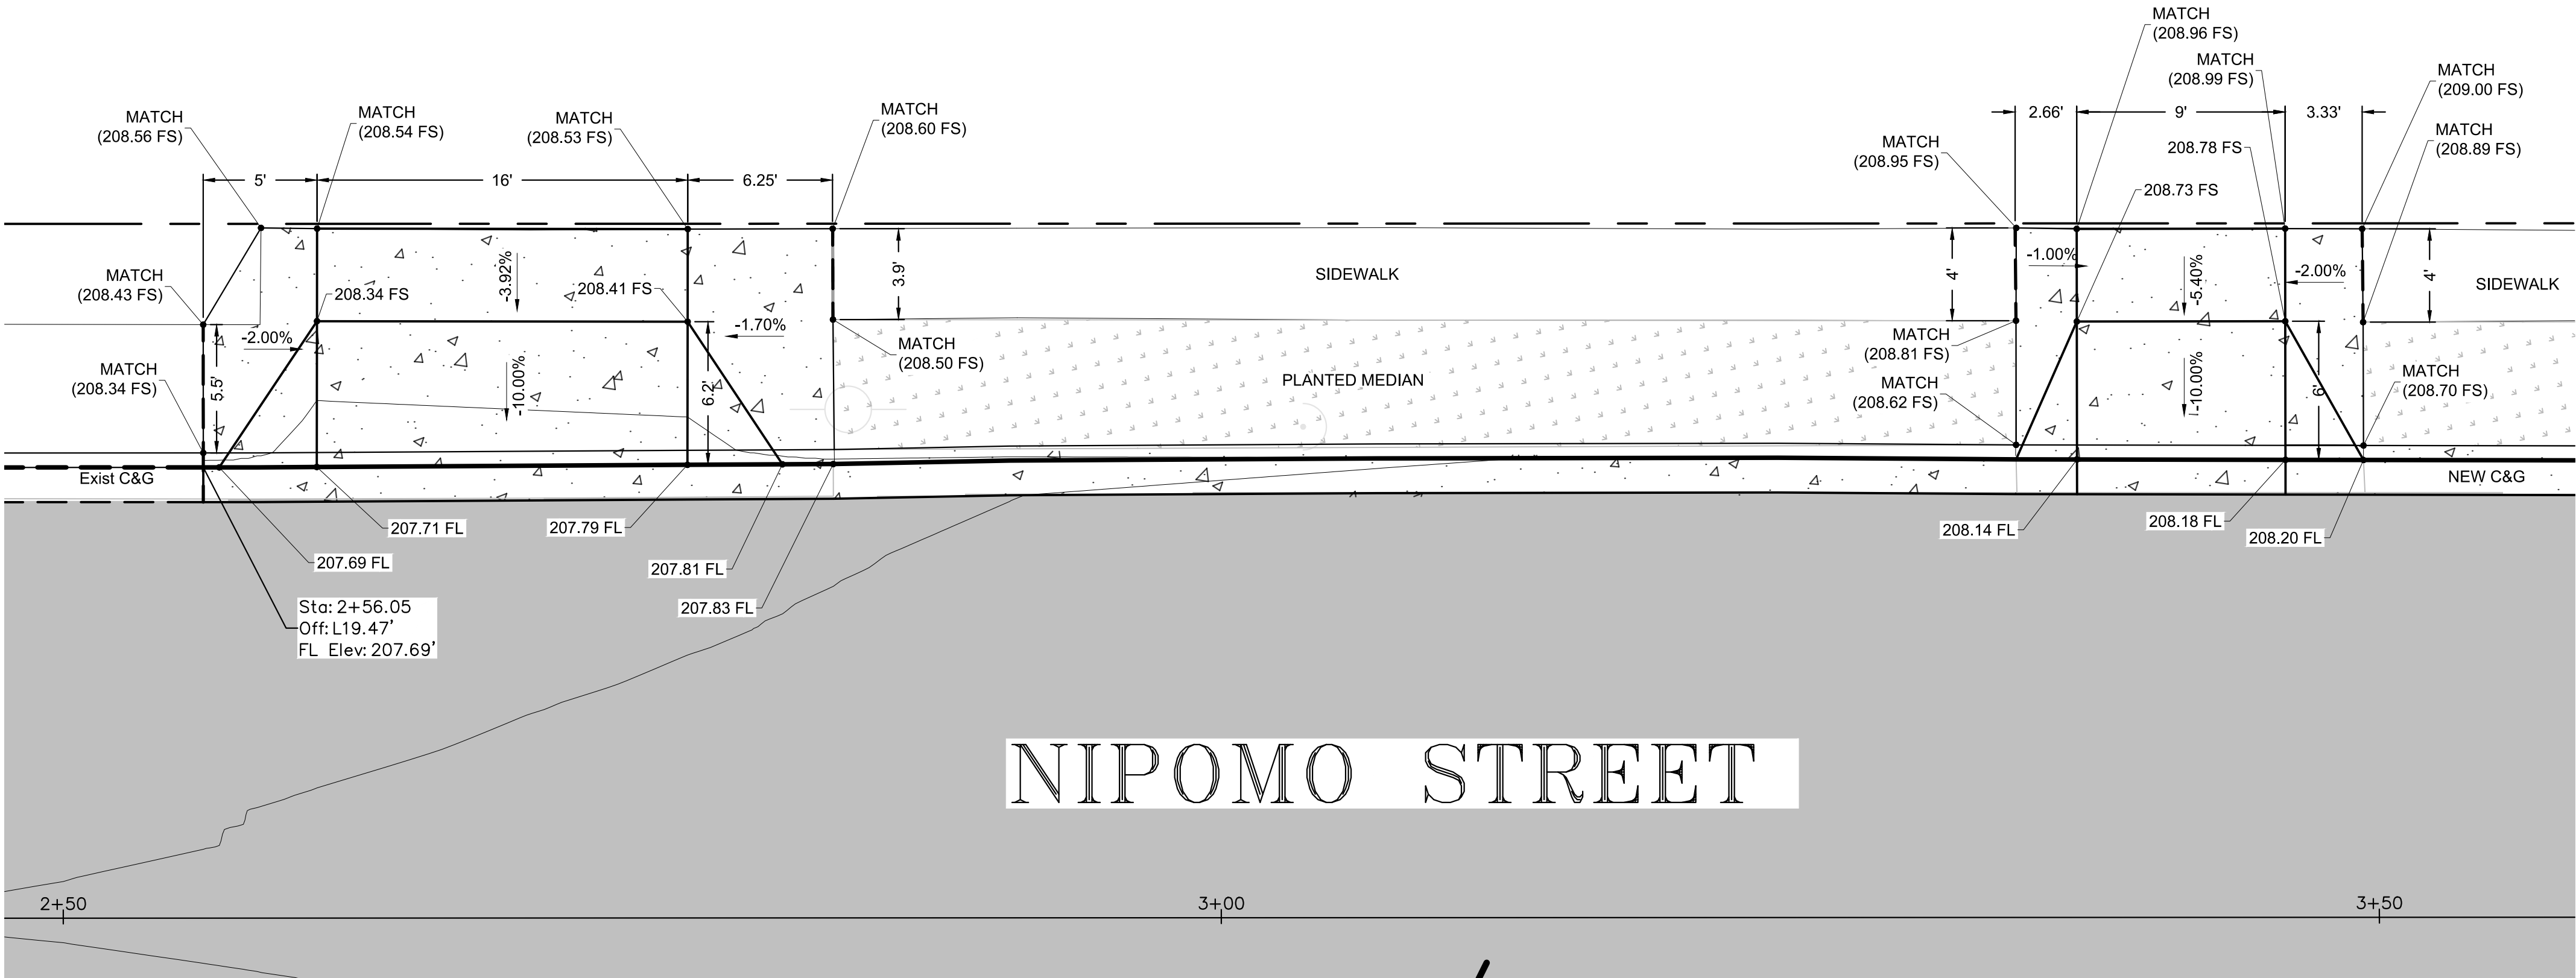 MATCH
(208.96 FS)
MATCH
(208.99 FS)
MATCH
(209.00 FS)
MATCH
(208.56 FS)
MATCH
(208.54 FS)
MATCH
(208.53 FS)
MATCH
(208.60 FS)
2.66'
9'
3.33'
MATCH
(208.95 FS)
208.78 FS
MATCH
(208.89 FS)
5'
16'
6.25'
208.73 FS
MATCH
(208.43 FS)
-3.92%
208.34 FS
208.41 FS
3.9'
SIDEWALK
4'
-1.00%
-5.40%
-2.00%
4'
SIDEWALK
-2.00%
-1.70%
MATCH
(208.50 FS)
MATCH
(208.81 FS)
MATCH
(208.34 FS)
5.5'
-10.00%
6.2'
PLANTED MEDIAN
MATCH
(208.62 FS)
-10.00%
6'
MATCH
(208.70 FS)
Exist C&G
NEW C&G
207.71 FL
207.79 FL
208.14 FL
208.18 FL
208.20 FL
207.69 FL
207.81 FL
207.83 FL
Sta: 2+56.05
Off: L19.47'
FL Elev: 207.69'
NIPOMO STREET
2+50
3+00
3+50